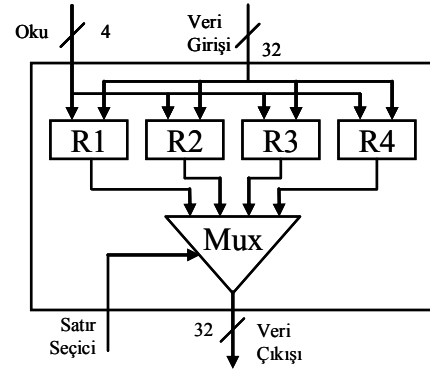 Oku 4 Veri
Girişi 32
R1 R2 R3 R4
Mux
Satır
Seçici
32 Veri
Çıkışı